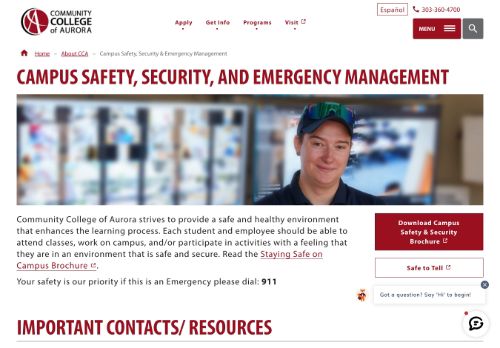 COMMUNITY
COLLEGE
of AURORA
Apply
Get Info
Programs
Visit
Español
303-360-4700
MENU
Home – About CCA – Campus Safety, Security & Emergency Management
CAMPUS SAFETY, SECURITY, AND EMERGENCY MANAGEMENT
Community College of Aurora strives to provide a safe and healthy environment
that enhances the learning process. Each student and employee should be able to
attend classes, work on campus, and/or participate in activities with a feeling that
they are in an environment that is safe and secure. Read the Staying Safe on
Campus Brochure.
Your safety is our priority if this is an Emergency please dial: 911
Download Campus
Safety & Security
Brochure
Safe to Tell
Got a question? Say 'Hi' to begin!
IMPORTANT CONTACTS/ RESOURCES